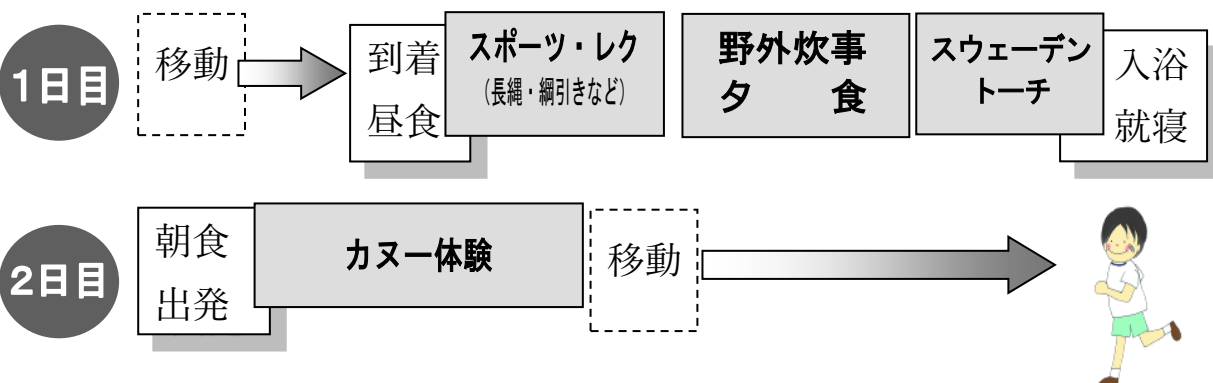 1日目
移動
到着
昼食
スポーツ・レク
(長縄・綱引きなど)
野外炊事
夕　食
スウェーデン
トーチ
入浴
就寝
2日目
朝食
出発
カヌー体験
移動